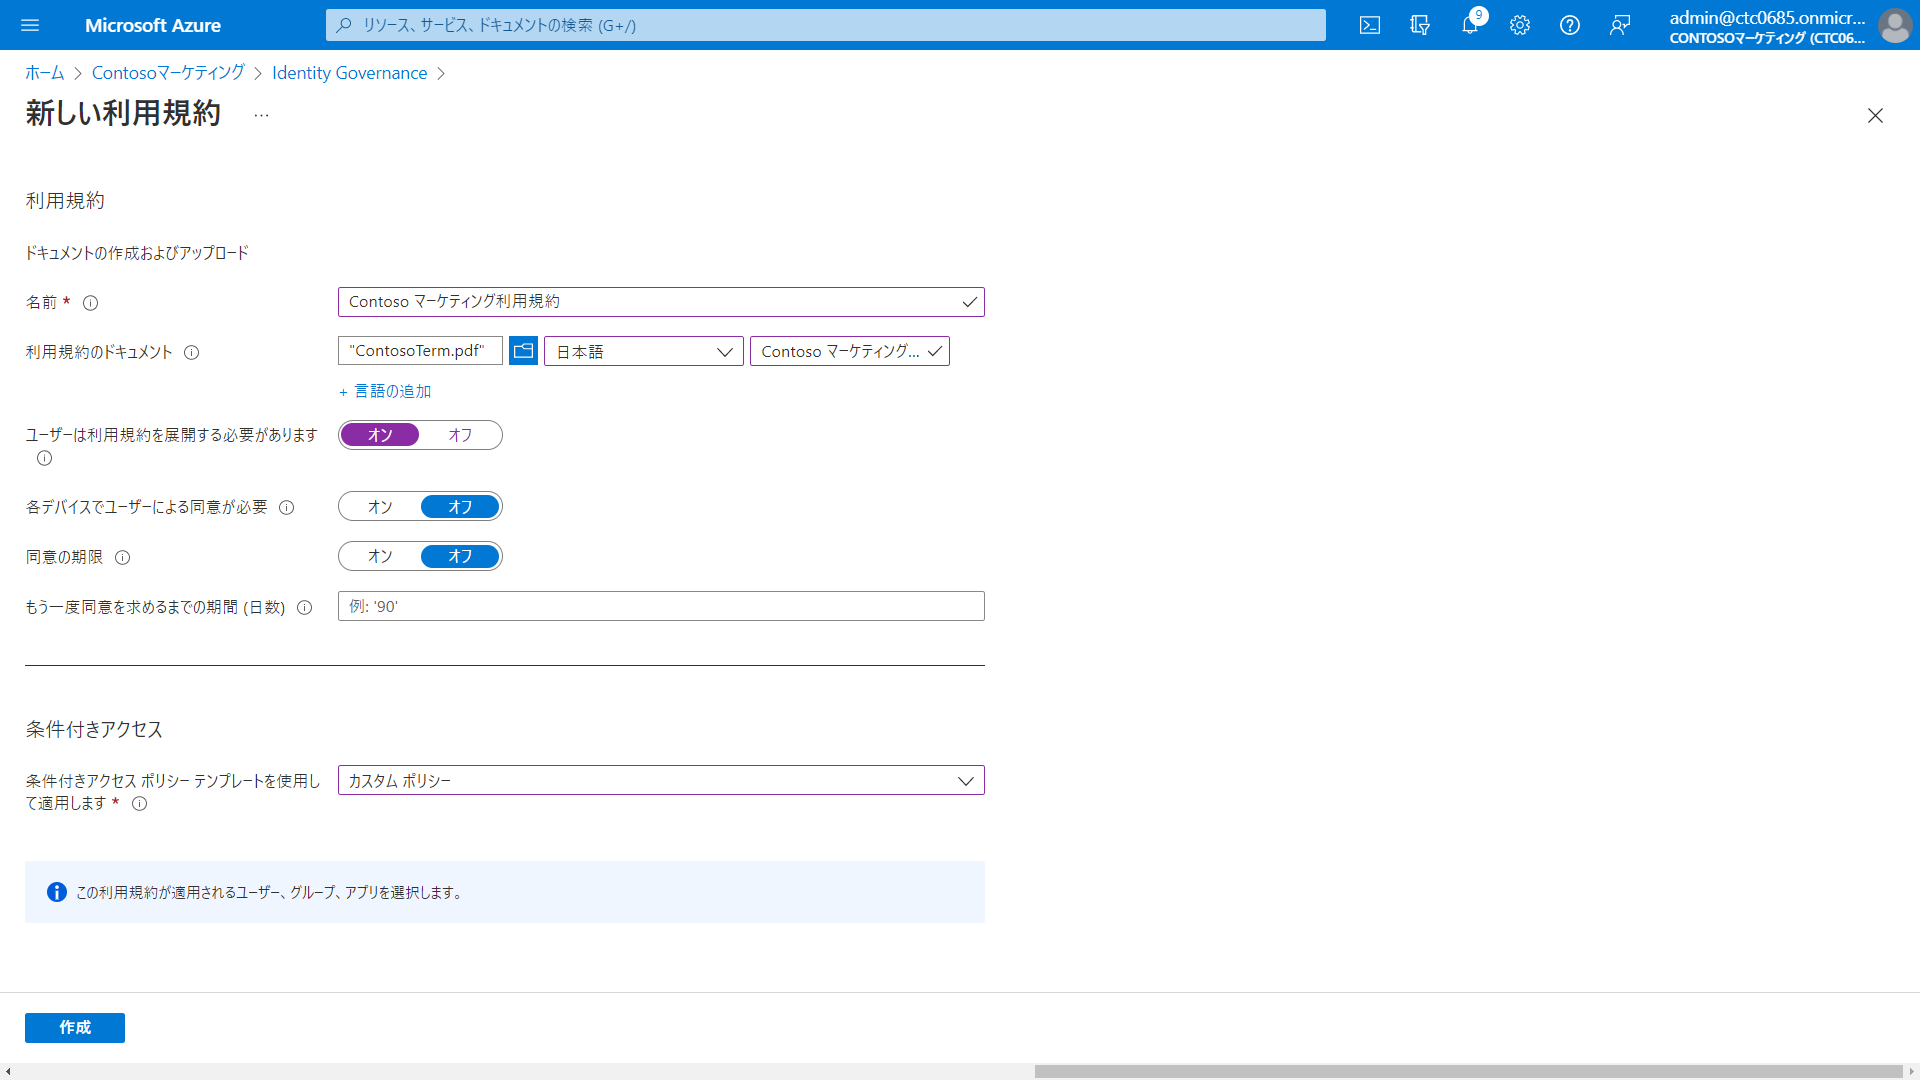 Microsoft Azure
リソース、サービス、ドキュメントの検索 (G+/)
9
admin@ctc0685.onmicr...
CONTOSOマーケティング (CTC06...
ホーム > Contosoマーケティング > Identity Governance >
新しい利用規約 ...
利用規約
ドキュメントの作成およびアップロード
名前 *
Contoso マーケティング利用規約
利用規約のドキュメント
"ContosoTerm.pdf"
日本語
Contoso マーケティング...
+ 言語の追加
ユーザーは利用規約を展開する必要があります
オン オフ
各デバイスでユーザーによる同意が必要
オン オフ
同意の期限
オン オフ
もう一度同意を求めるまでの期間 (日数)
例: '90'
条件付きアクセス
条件付きアクセス ポリシー テンプレートを使用し
て適用します *
カスタム ポリシー
この利用規約が適用されるユーザー、グループ、アプリを選択します。
作成